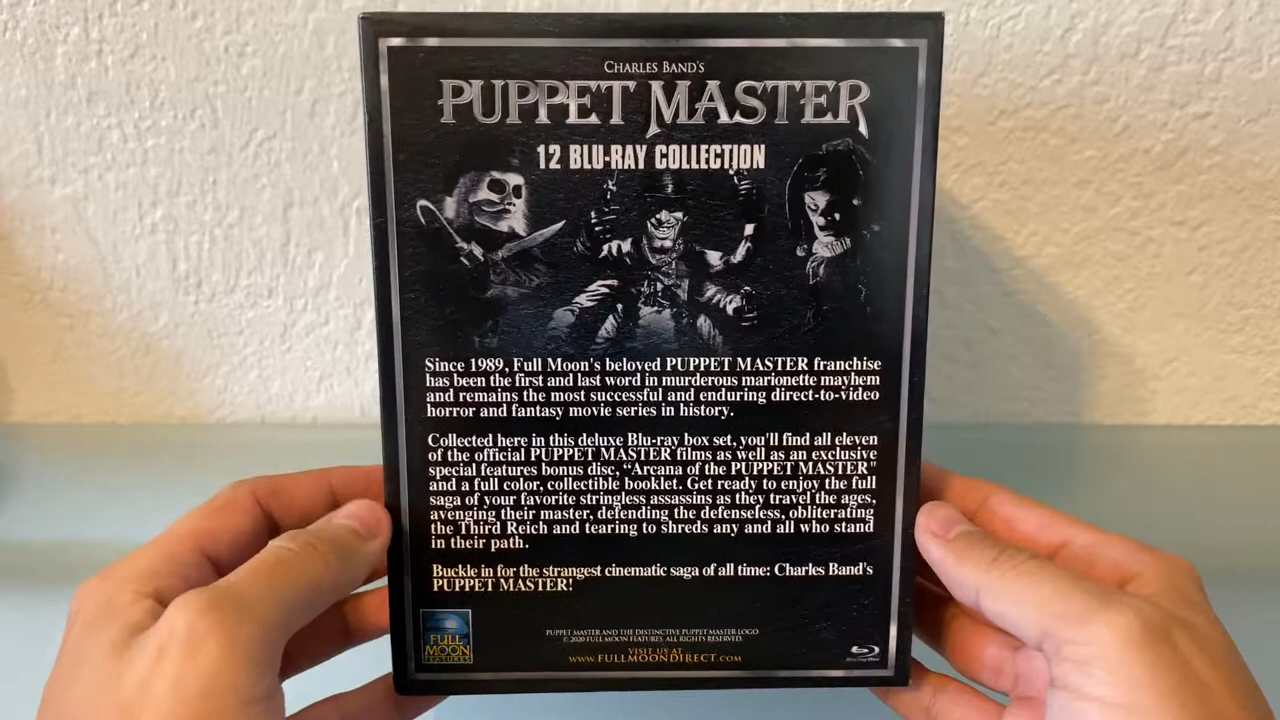 CHARLES BAND'S
PUPPET MASTER
12 BLU-RAY COLLECTION
Since 1989, Full Moon's beloved PUPPET MASTER franchise
has been the first and last word in murderous marionette mayhem
and remains the most successful and enduring direct-to-video
horror and fantasy movie series in history.
Collected here in this deluxe Blu-ray box set, you'll find all eleven
of the official PUPPET MASTER films as well as an exclusive
special features bonus disc, “Arcana of the PUPPET MASTER"
and a full color, collectible booklet. Get ready to enjoy the full
saga of your favorite stringless assassins as they travel the ages,
avenging their master, defending the defenseless, obliterating
the Third Reich and tearing to shreds any and all who stand
in their path.
Buckle in for the strangest cinematic saga of all time: Charles Band's
PUPPET MASTER!
FULL
MOON
FEATURES
PUPPET MASTER AND THE DISTINCTIVE PUPPET MASTER LOGO
© 2020 FULL MOON FEATURES. ALL RIGHTS RESERVED.
VISIT US AT
WWW.FULLMOONDIRECT.COM
Blu-ray Disc